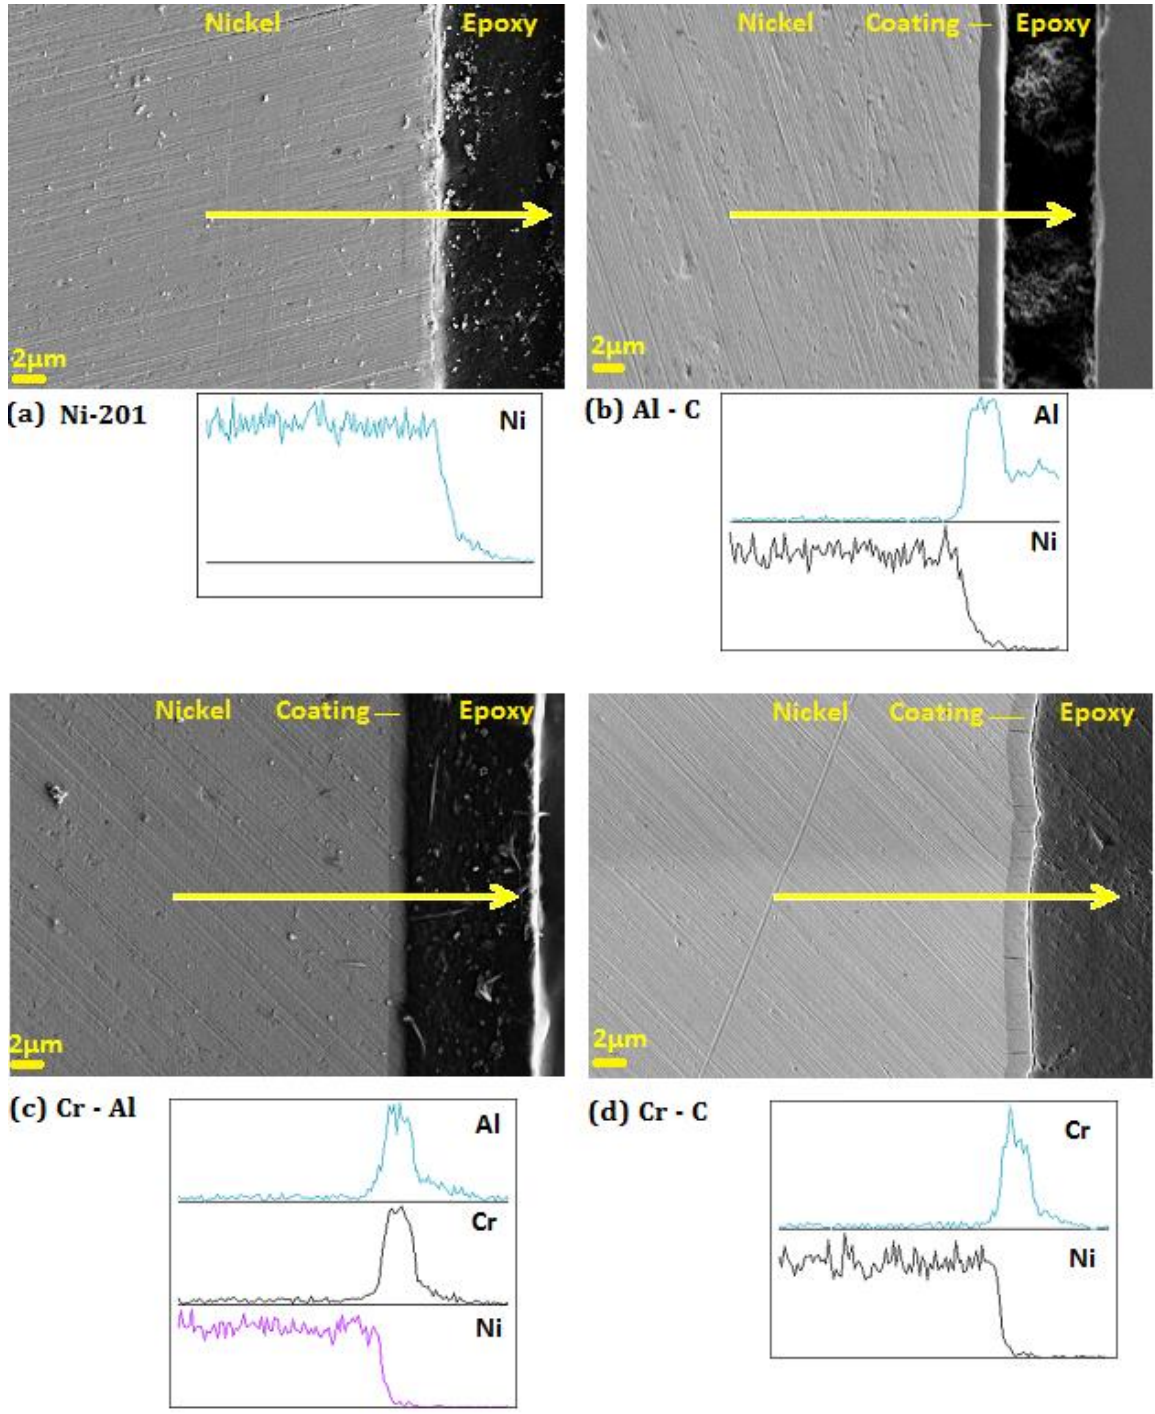 Nickel Epoxy
2µm
(a) Ni-201
Ni
Nickel Coating Epoxy
2µm
(b) Al - C
Al
Ni
Nickel Coating Epoxy
2µm
(c) Cr - Al
Al
Cr
Ni
Nickel Coating Epoxy
2µm
(d) Cr - C
Cr
Ni